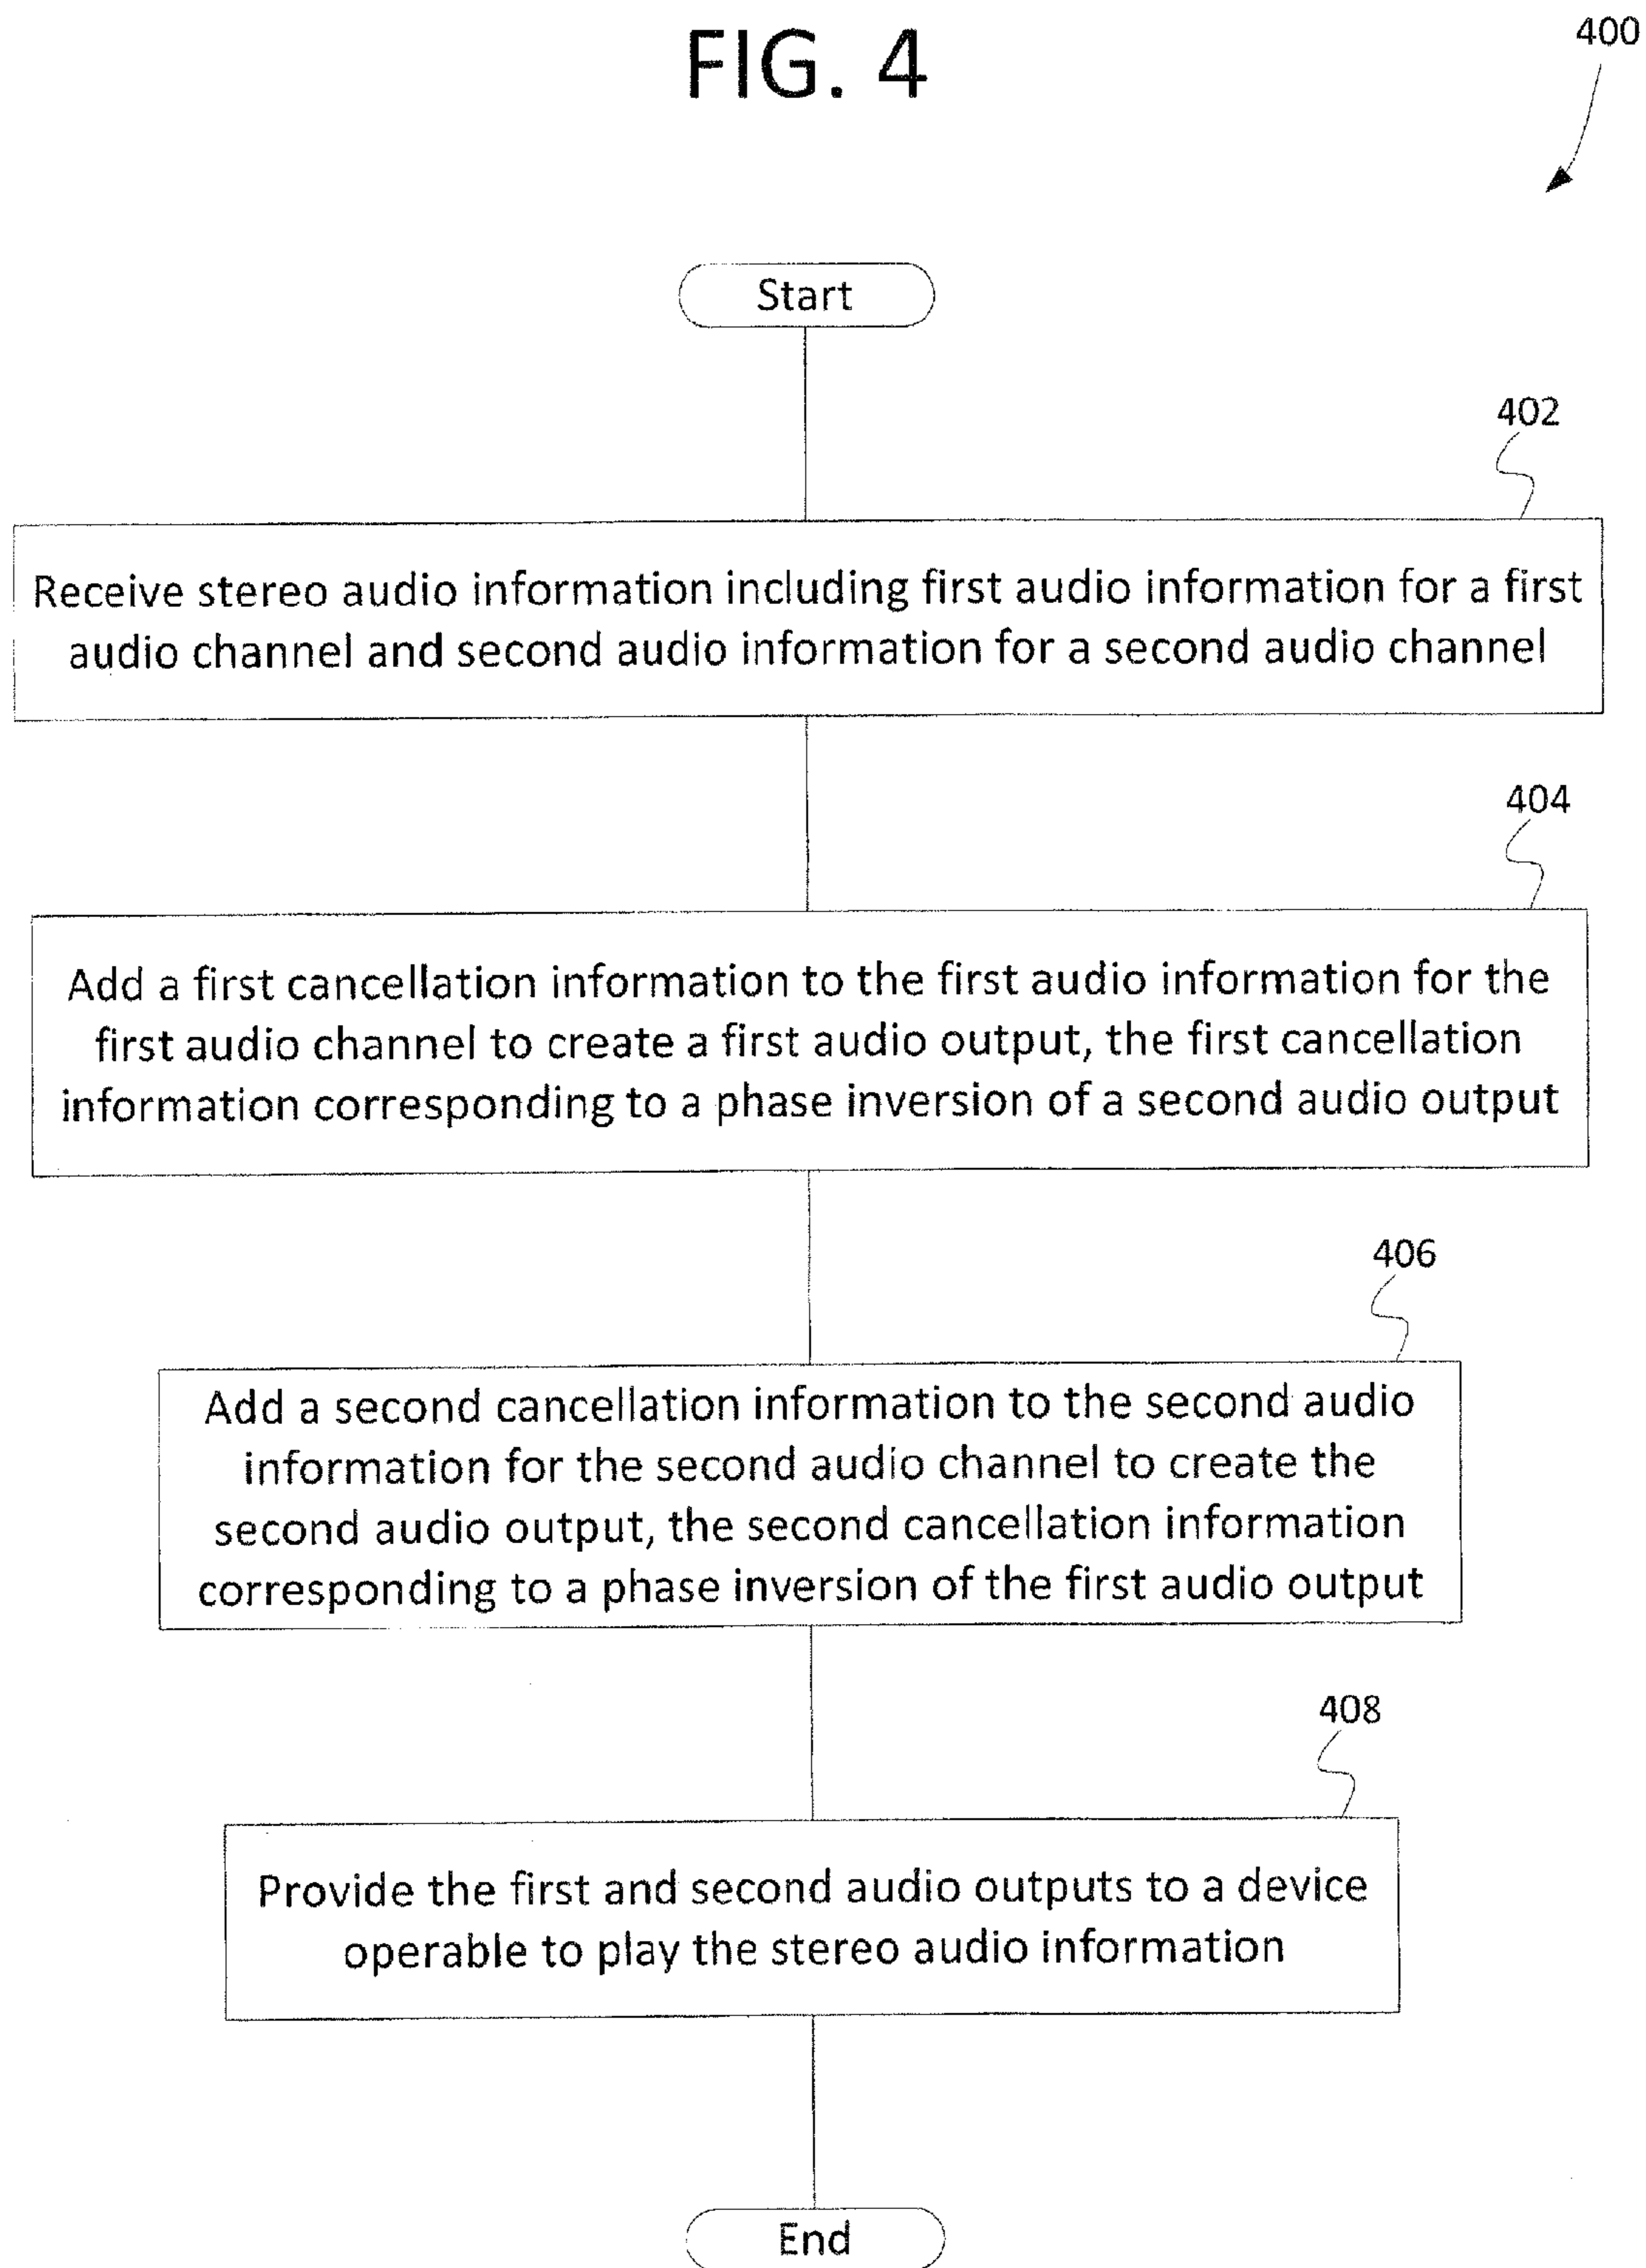 FIG. 4
400
Start
402
Receive stereo audio information including first audio information for a first
audio channel and second audio information for a second audio channel
404
Add a first cancellation information to the first audio information for the
first audio channel to create a first audio output, the first cancellation
information corresponding to a phase inversion of a second audio output
406
Add a second cancellation information to the second audio
information for the second audio channel to create the
second audio output, the second cancellation information
corresponding to a phase inversion of the first audio output
408
Provide the first and second audio outputs to a device
operable to play the stereo audio information
End